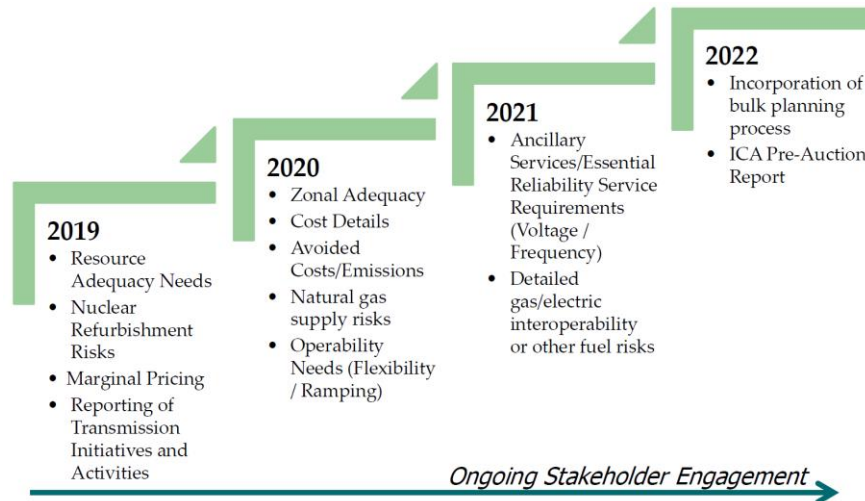 2019
• Resource
Adequacy Needs
• Nuclear
Refurbishment
Risks
• Marginal Pricing
• Reporting of
Transmission
Initiatives and
Activities
2020
• Zonal Adequacy
• Cost Details
• Avoided
Costs/Emissions
• Natural gas
supply risks
• Operability
Needs (Flexibility
/ Ramping)
2021
• Ancillary
Services/Essential
Reliability Service
Requirements
(Voltage /
Frequency)
• Detailed
gas/electric
interoperability
or other fuel risks
2022
• Incorporation of
bulk planning
process
• ICA Pre-Auction
Report
Ongoing Stakeholder Engagement